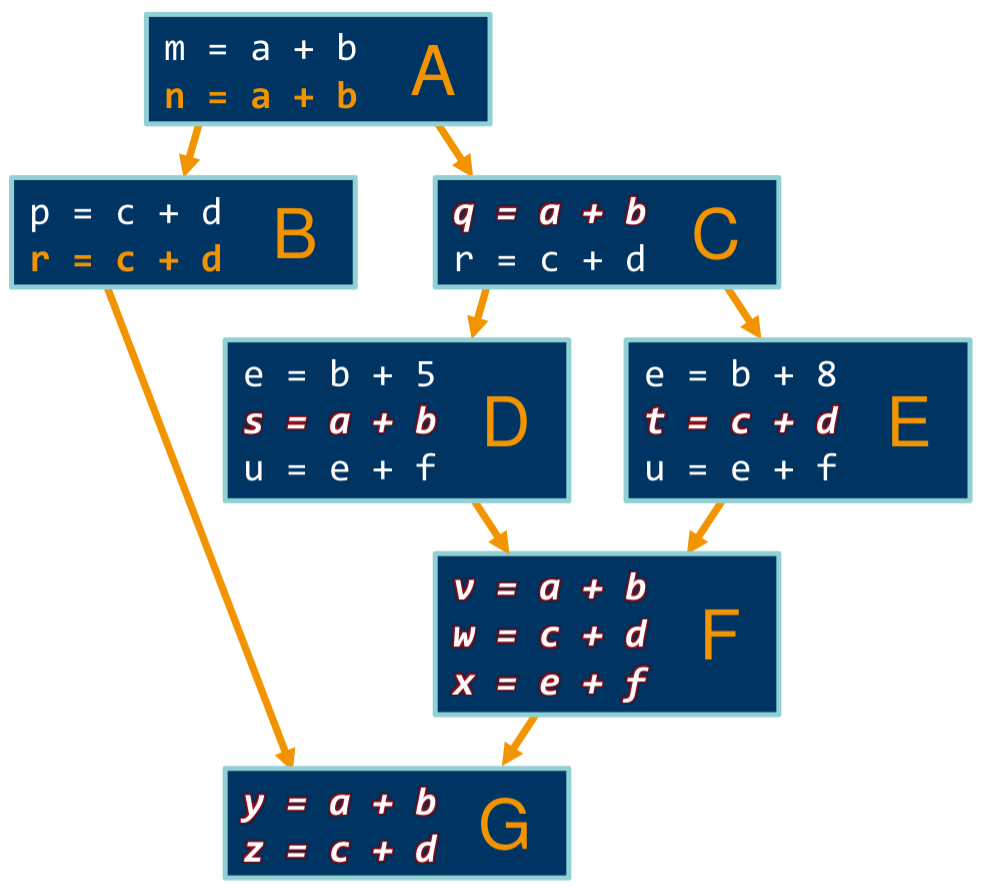 m = a + b
n = a + b
A
p = c + d
r = c + d
B
q = a + b
r = c + d
C
e = b + 5
s = a + b
u = e + f
D
e = b + 8
t = c + d
u = e + f
E
v = a + b
w = c + d
x = e + f
F
y = a + b
z = c + d
G